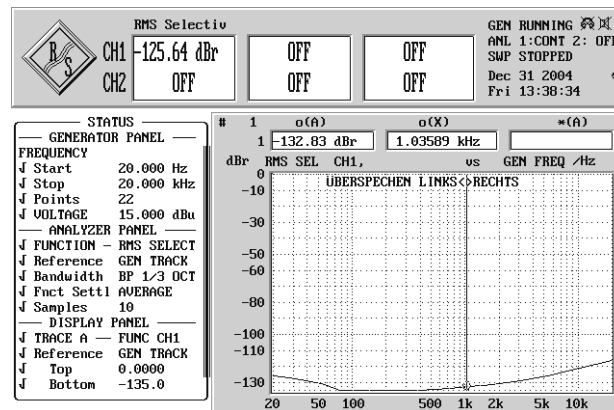 RMS Selectiv
GEN RUNNING
R S CH1 -125.64 dBr OFF OFF
ANL 1:CONT 2: OFF
SWP STOPPED
CH2 OFF OFF OFF
Dec 31 2004
Fri 13:38:34
STATUS
GENERATOR PANEL
FREQUENCY
√ Start 20.000 Hz
√ Stop 20.000 kHz
√ Points 22
√ VOLTAGE 15.000 dBu
ANALYZER PANEL
√ FUNCTION – RMS SELECT
√ Reference GEN TRACK
√ Bandwidth BP 1/3 OCT
√ Fnct Settl AVERAGE
√ Samples 10
DISPLAY PANEL
√ TRACE A — FUNC CH1
√ Reference GEN TRACK
√ Top 0.0000
√ Bottom -135.0
# 1 o(A) o(X) *(A)
1 -132.83 dBr 1.03589 kHz
dBr RMS SEL CH1, vs GEN FREQ /Hz
ÜBERSPECHEN LINKS<>RECHTS
0
-10
-30
-50
-60
-80
-100
-110
-130
20 50 100 500 1k 2k 5k 10k